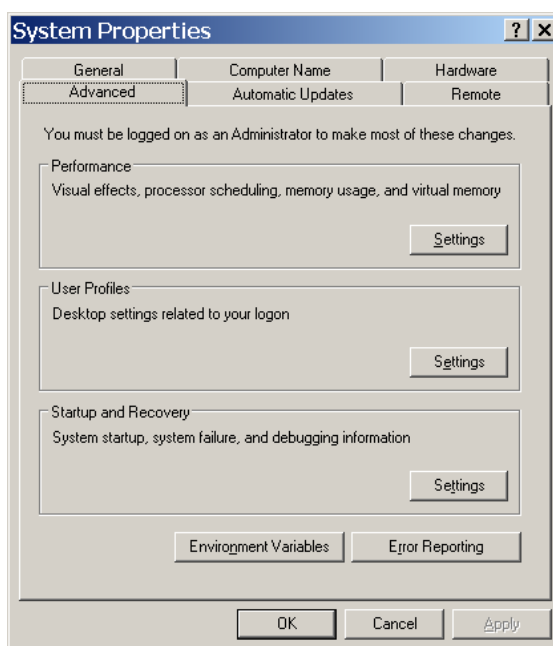 System Properties
? X
General Computer Name Hardware
Advanced Automatic Updates Remote
You must be logged on as an Administrator to make most of these changes.
Performance
Visual effects, processor scheduling, memory usage, and virtual memory
Settings
User Profiles
Desktop settings related to your logon
Settings
Startup and Recovery
System startup, system failure, and debugging information
Settings
Environment Variables Error Reporting
OK Cancel Apply